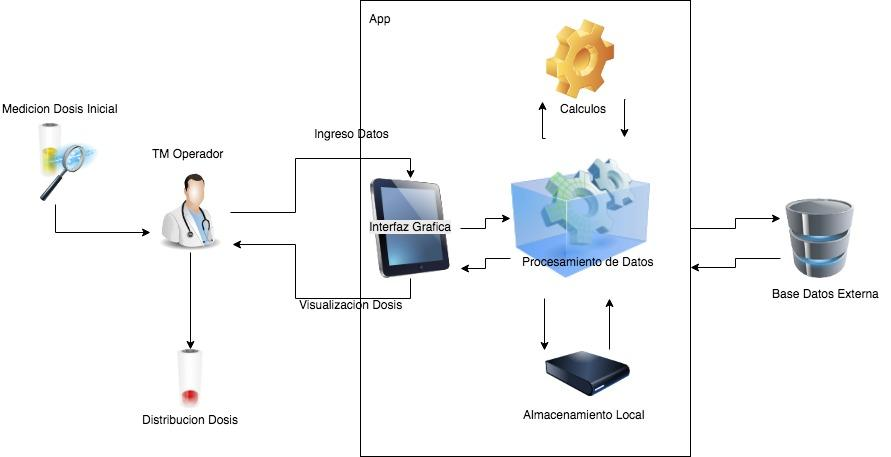 App
Medicion Dosis Inicial
Calculos
Ingreso Datos
TM Operador
Interfaz Grafica
Procesamiento de Datos
Base Datos Externa
Visualizacion Dosis
Almacenamiento Local
Distribucion Dosis